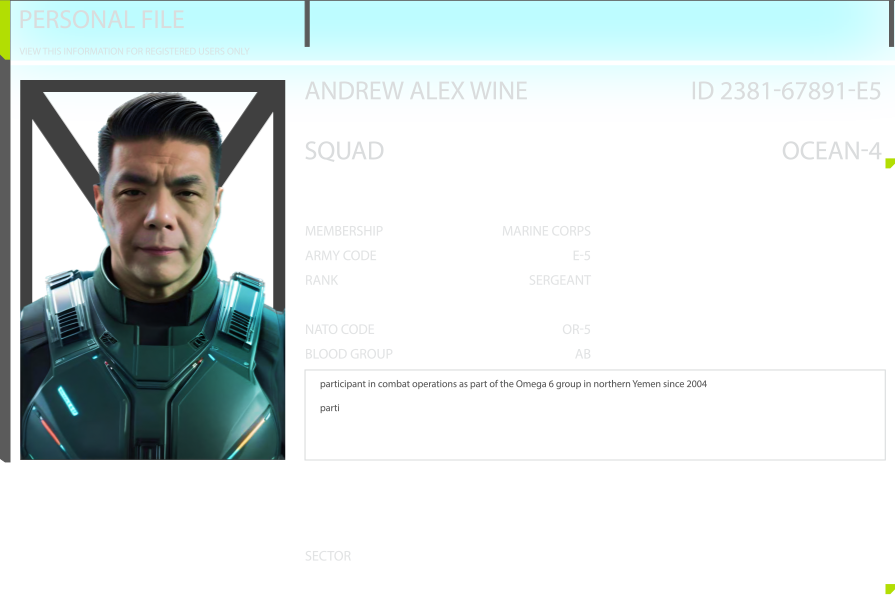 PERSONAL FILE
VIEW THIS INFORMATION FOR REGISTERED USERS ONLY
ANDREW ALEX WINE ID 2381-67891-E5
SQUAD OCEAN-4
MEMBERSHIP MARINE CORPS
ARMY CODE E-5
RANK SERGEANT
NATO CODE OR-5
BLOOD GROUP AB
participant in combat operations as part of the Omega 6 group in northern Yemen since 2004
parti
SECTOR